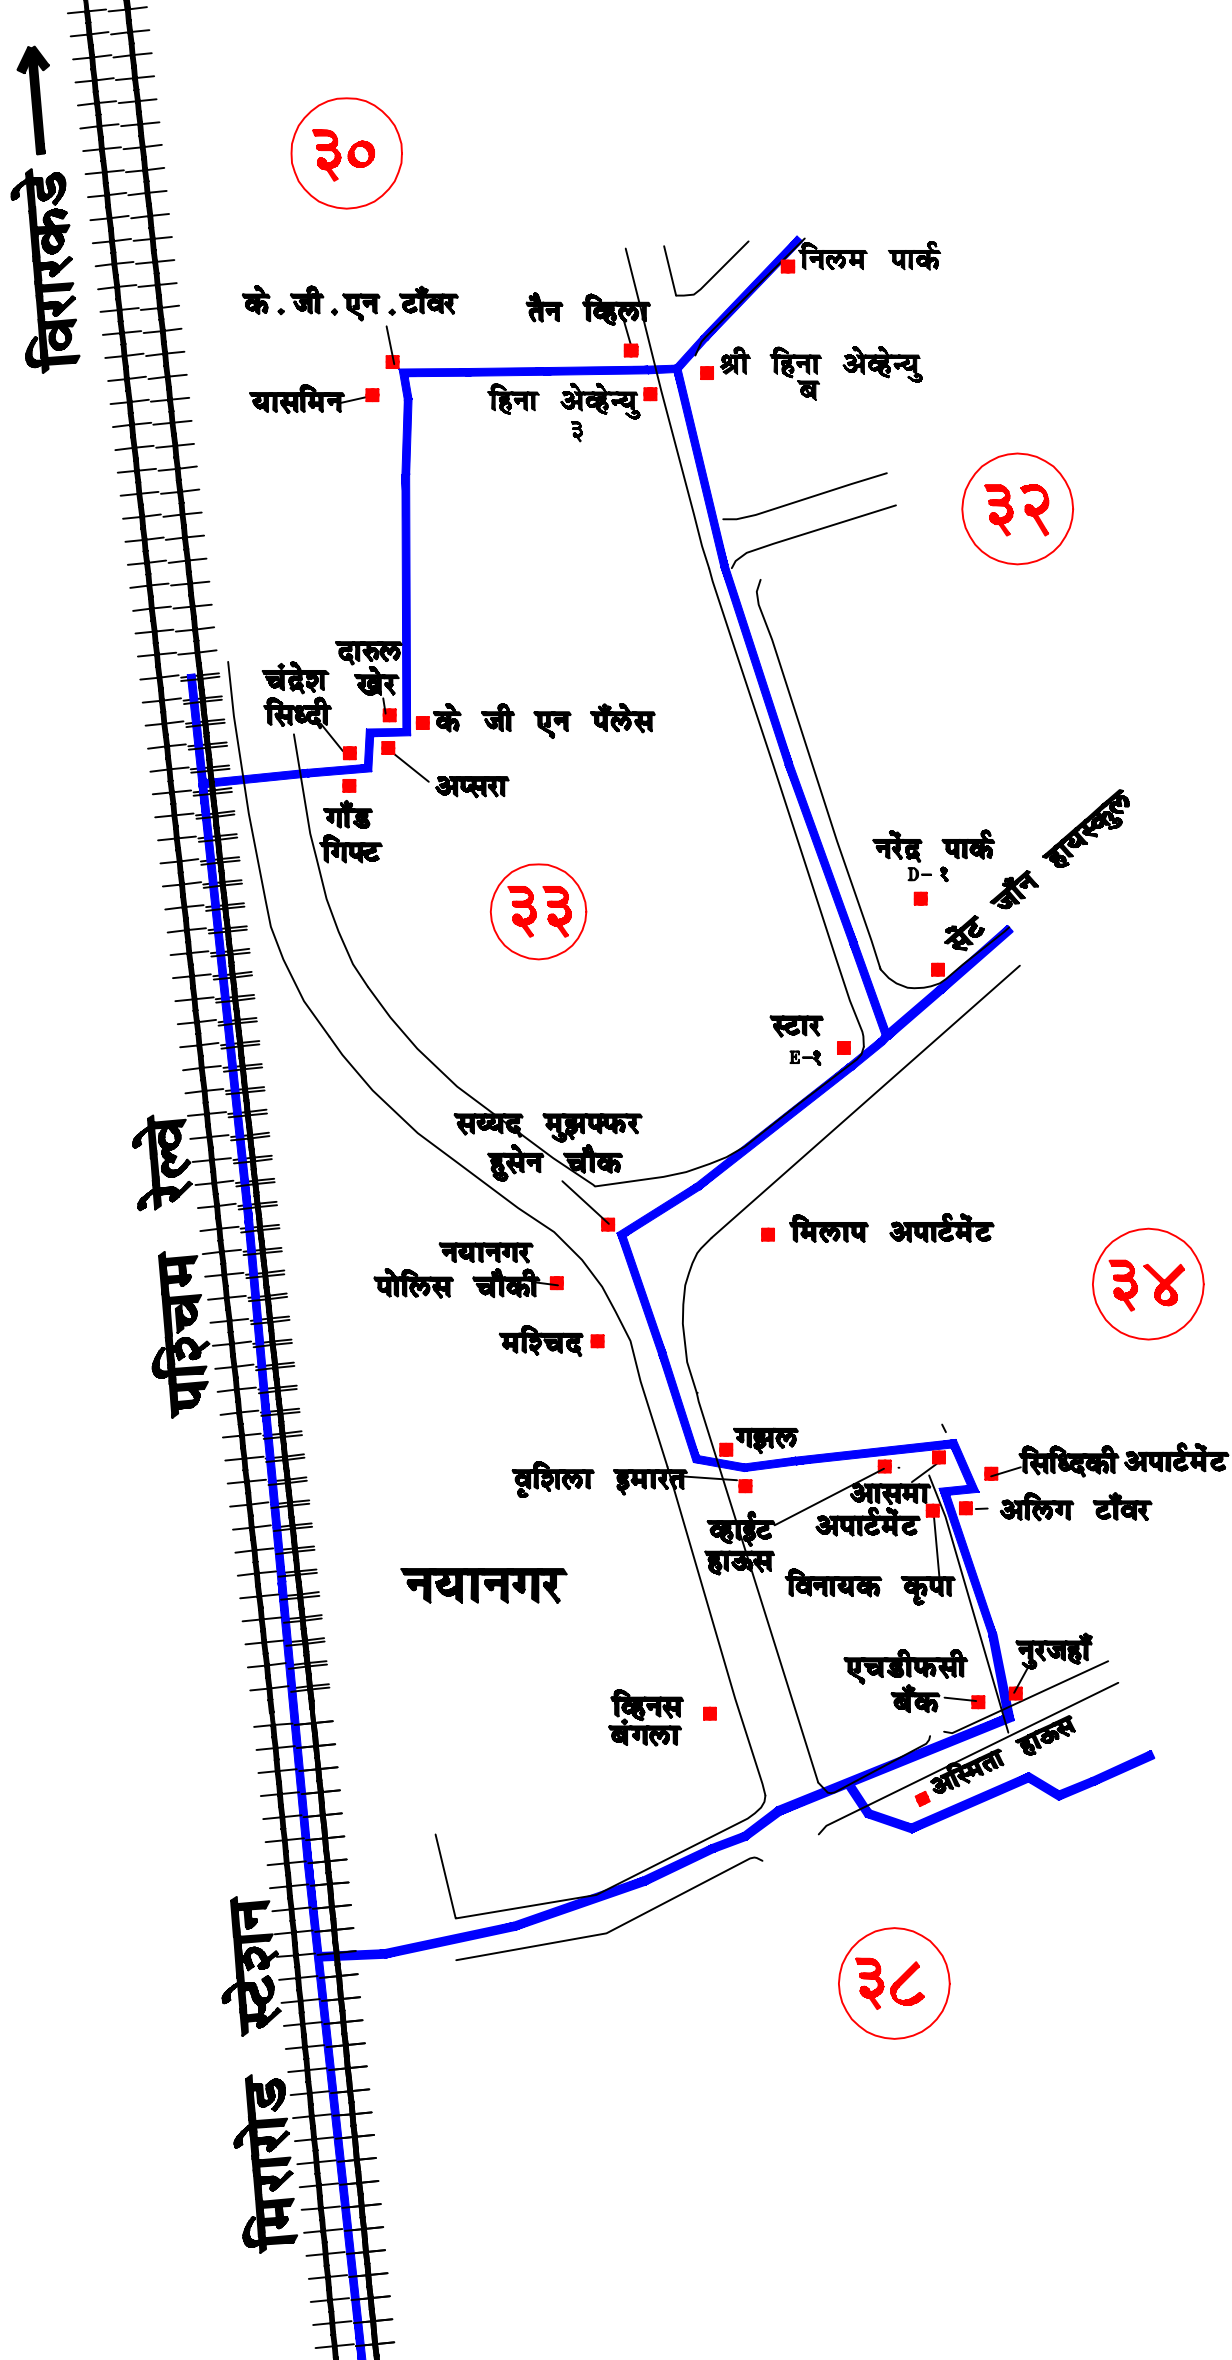 विरारकडे
३०
निलम पार्क
के.जी.एन.टॉवर
तैन व्हिला
श्री हिना अेव्हेन्यु
ब
यासमिन
हिना अेव्हेन्यु
३
३२
दारुल
खेर
चंद्रेश
सिध्दी
के जी एन पॅलेस
अप्सरा
गॉड
गिफ्ट
नरेंद्र पार्क
D-१
सेंट जॉन हायस्कुल
३३
स्टार
E-१
पश्चिम रेल्वे
सय्यद मुझफ्फर
हुसेन चौक
मिलाप अपार्टमेंट
नयानगर
पोलिस चौकी
३४
मश्चिद
गझल
वृशिला इमारत
सिध्दिकी अपार्टमेंट
आसमा
अपार्टमेंट
अलिग टॉवर
व्हाईट
हाऊस
नयानगर
विनायक कृपा
नुरजहाँ
एचडीफसी
बँक
व्हिनस
बंगला
अस्मिता हाऊस
३८
मिरारोड स्टेशन